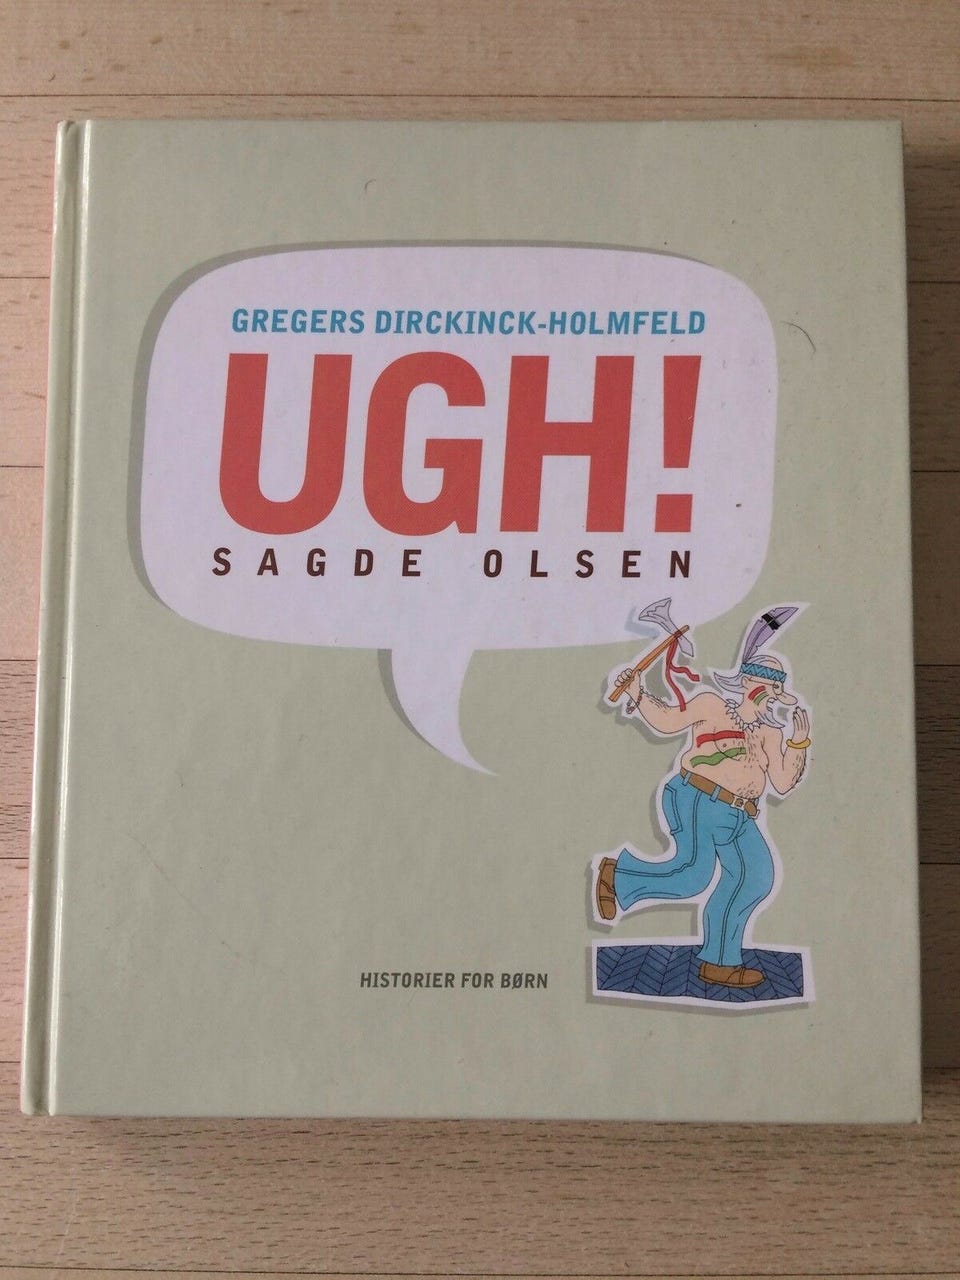 GREGERS DIRCKINCK-HOLMFELD
UGH!
SAGDE OLSEN
HISTORIER FOR BØRN